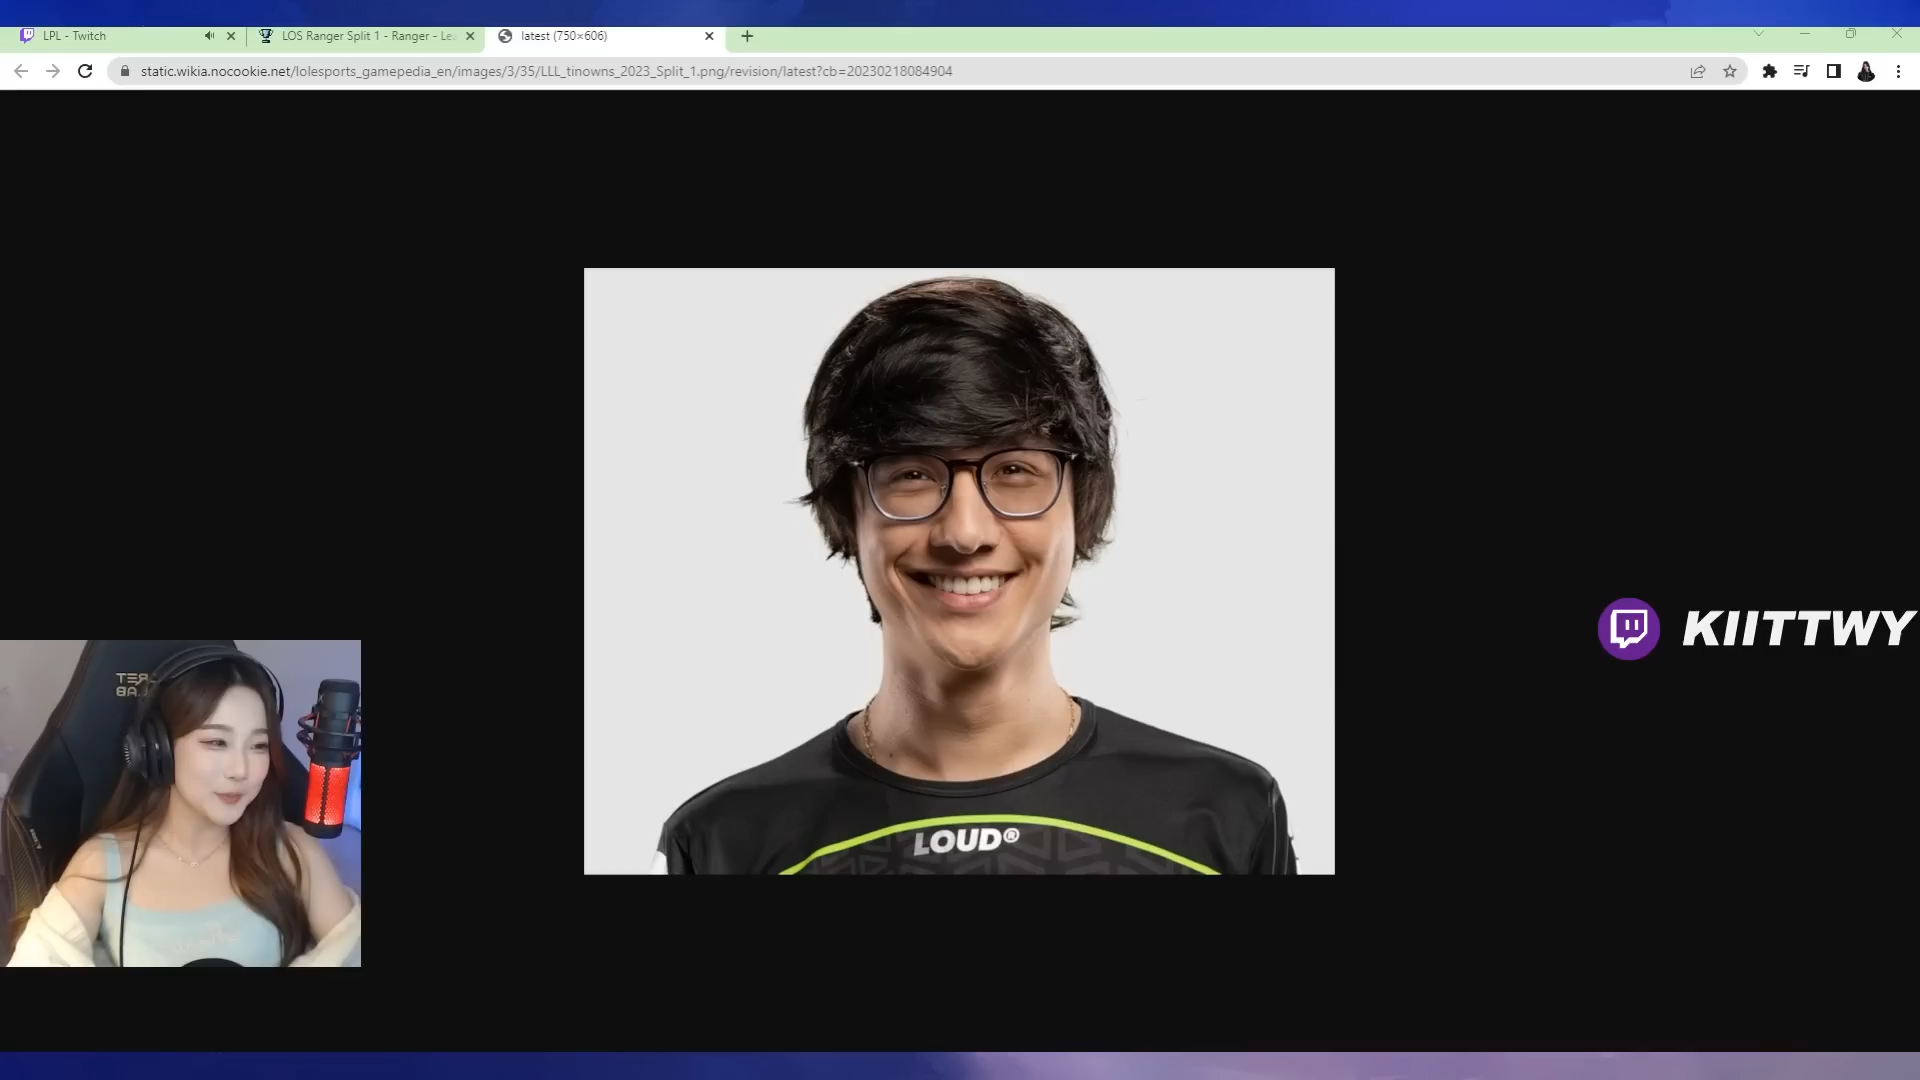 LPL - Twitch
LOS Ranger Split 1 - Ranger - Lea
latest (750×606)
static.wikia.nocookie.net/lolesports_gamepedia_en/images/3/35/LLL_tinowns_2023_Split_1.png/revision/latest?cb=20230218084904
KIITTWY
LOUD®